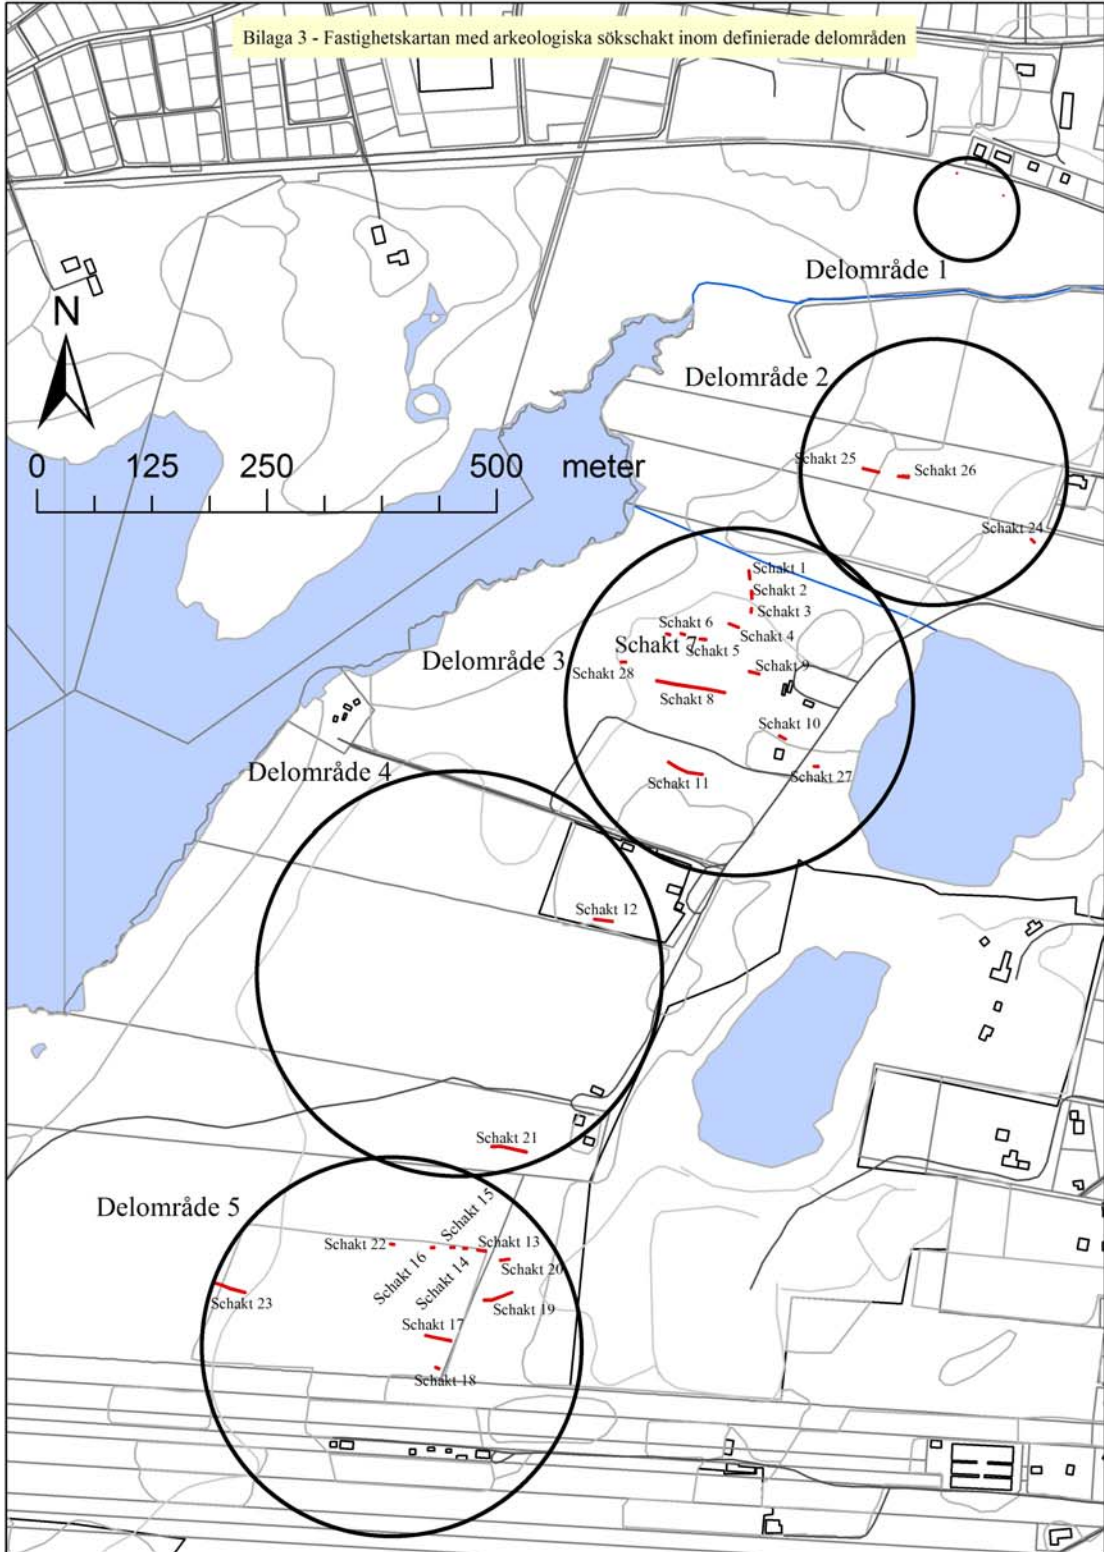 Bilaga 3 - Fastighetskartan med arkeologiska sökschakt inom definierade delområden
Delområde 1
N
Delområde 2
0 125 250 500 meter
Schakt 25
Schakt 26
Schakt 24
Schakt 1
Schakt 2
Schakt 3
Schakt 6
Schakt 4
Schakt 7
Schakt 5
Delområde 3
Schakt 28
Schakt 9
Schakt 8
Schakt 10
Delområde 4
Schakt 27
Schakt 11
Schakt 12
Schakt 21
Delområde 5
Schakt 15
Schakt 22
Schakt 13
Schakt 16
Schakt 14
Schakt 20
Schakt 23
Schakt 19
Schakt 17
Schakt 18